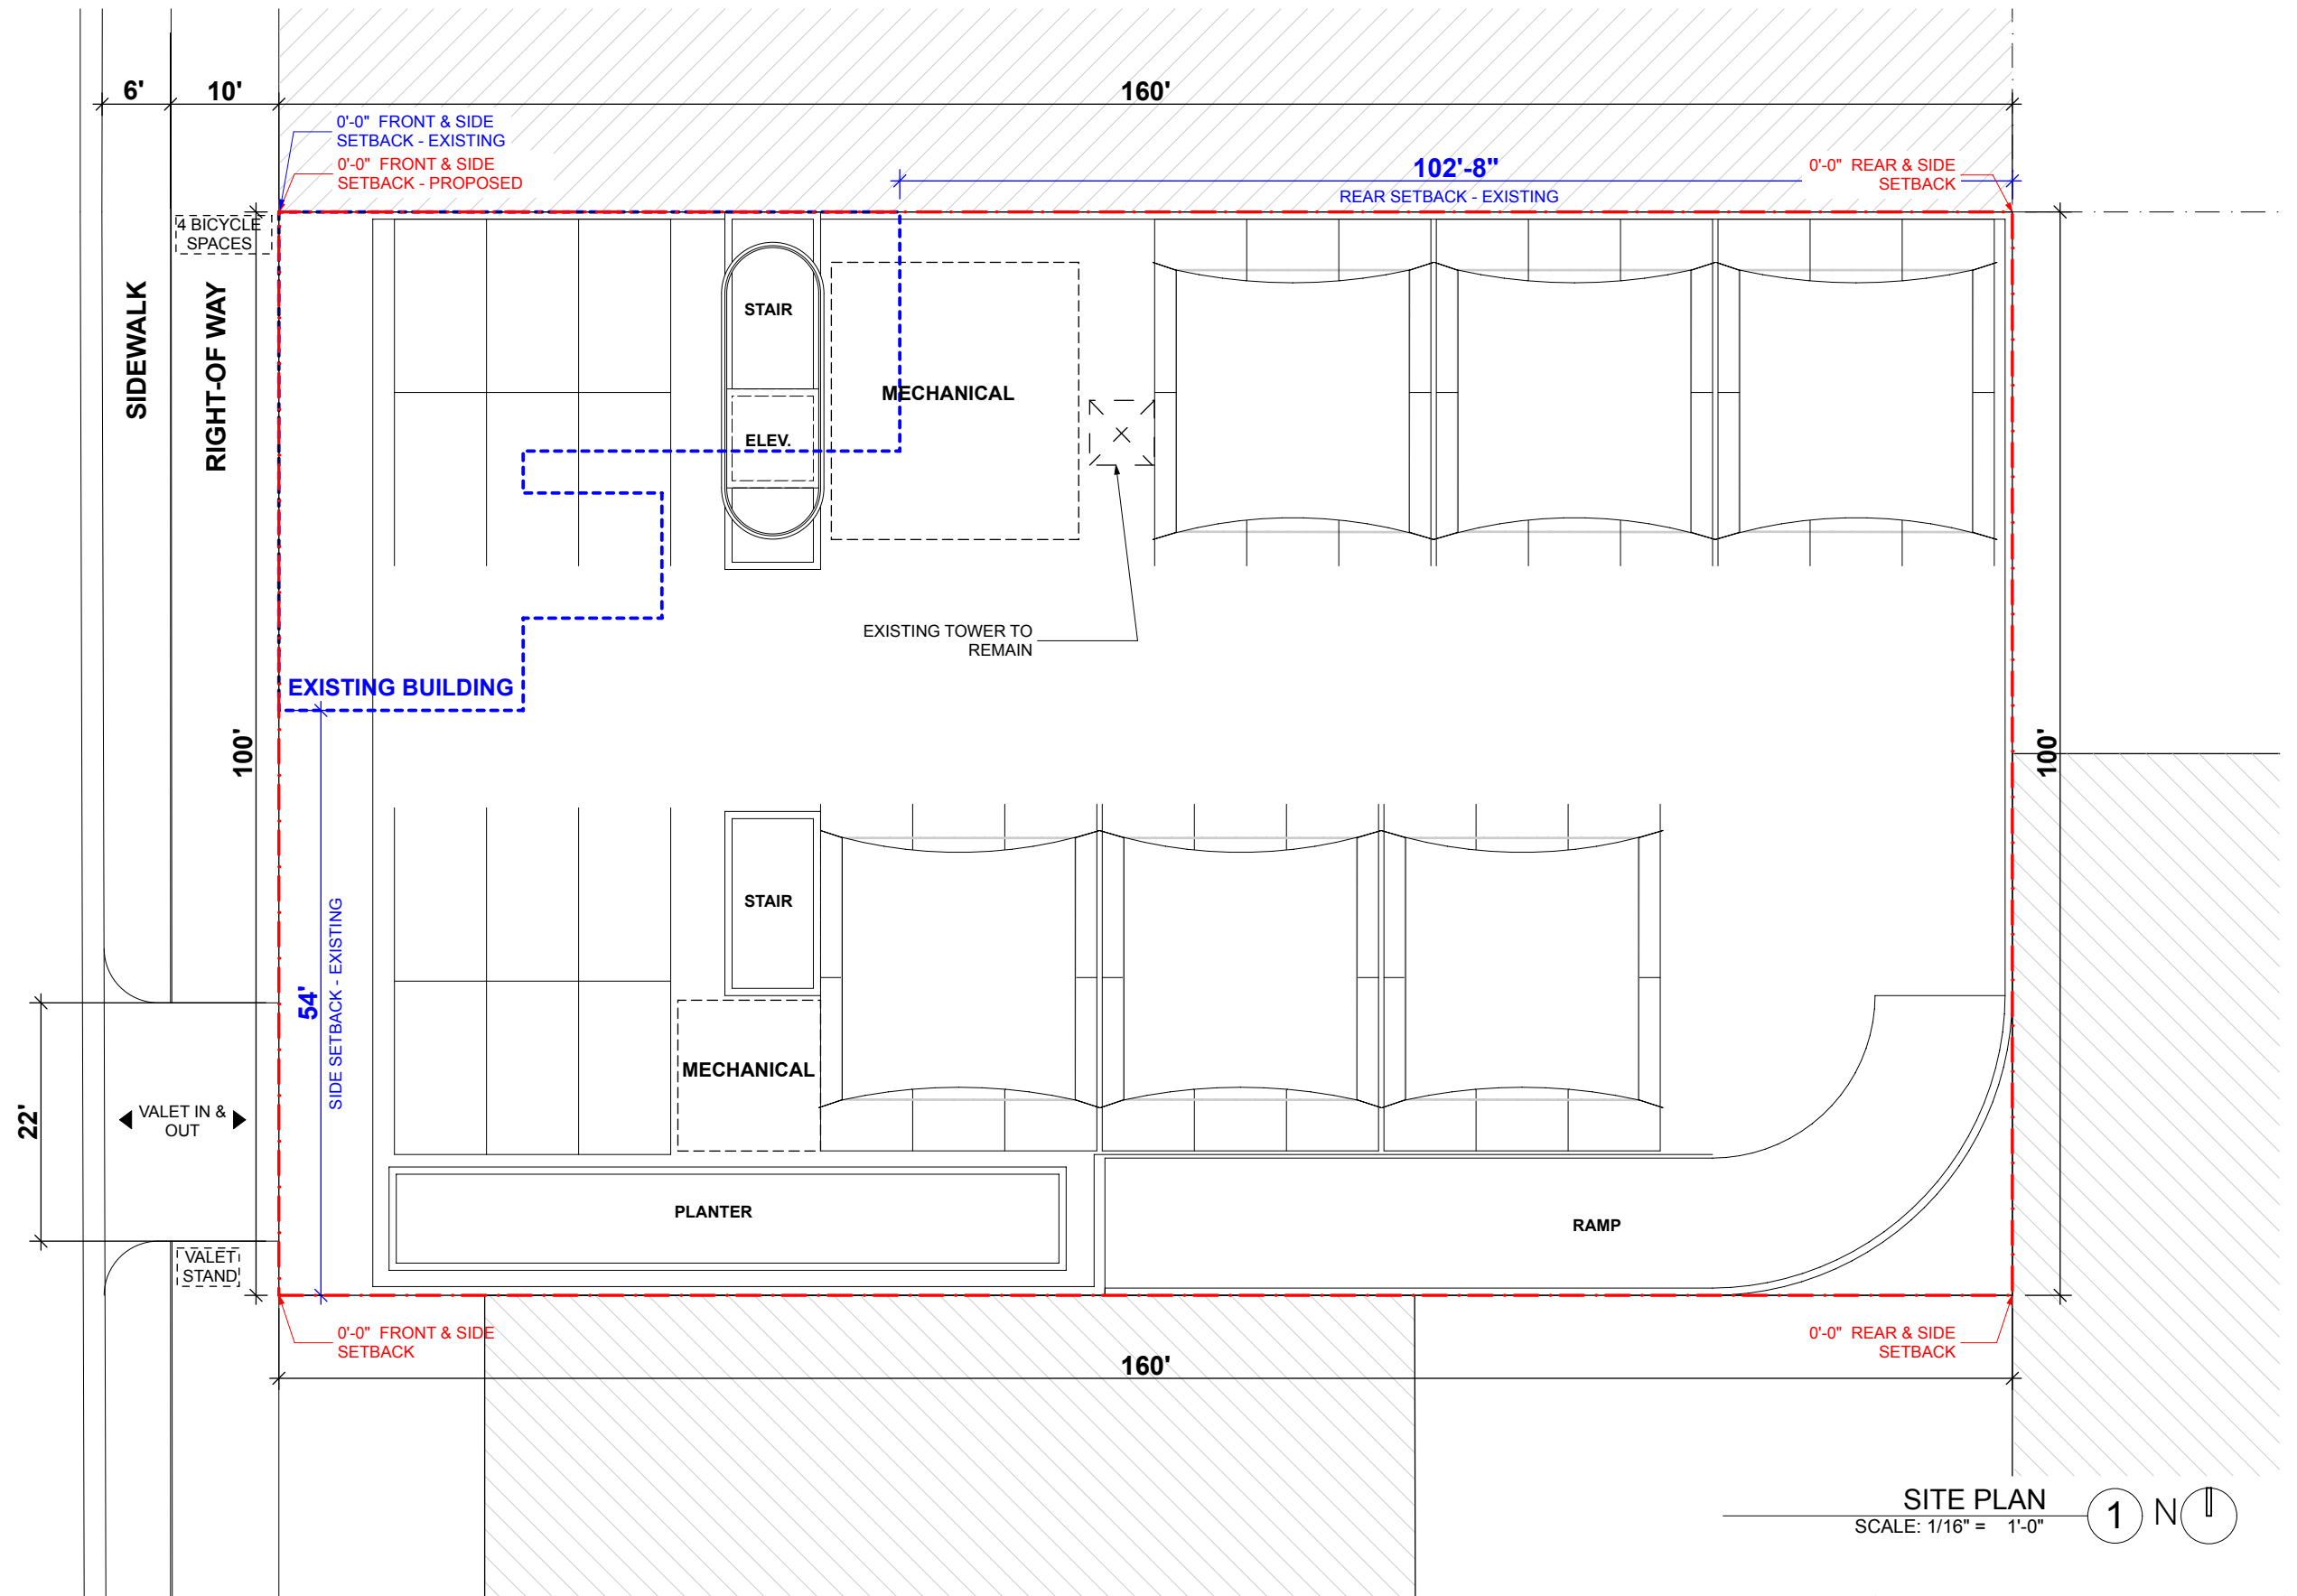 6'
10'
160'
0'-0" FRONT & SIDE
SETBACK - EXISTING
0'-0" FRONT & SIDE
SETBACK - PROPOSED
102'-8"
REAR SETBACK - EXISTING
0'-0" REAR & SIDE
SETBACK
4 BICYCLE
SPACES
SIDEWALK
RIGHT-OF WAY
STAIR
MECHANICAL
ELEV.
EXISTING TOWER TO
REMAIN
EXISTING BUILDING
100'
100'
STAIR
54'
SIDE SETBACK - EXISTING
MECHANICAL
22'
VALET IN &
OUT
PLANTER
RAMP
VALET
STAND
0'-0" FRONT & SIDE
SETBACK
0'-0" REAR & SIDE
SETBACK
160'
SITE PLAN
SCALE: 1/16" = 1'-0"
1
N